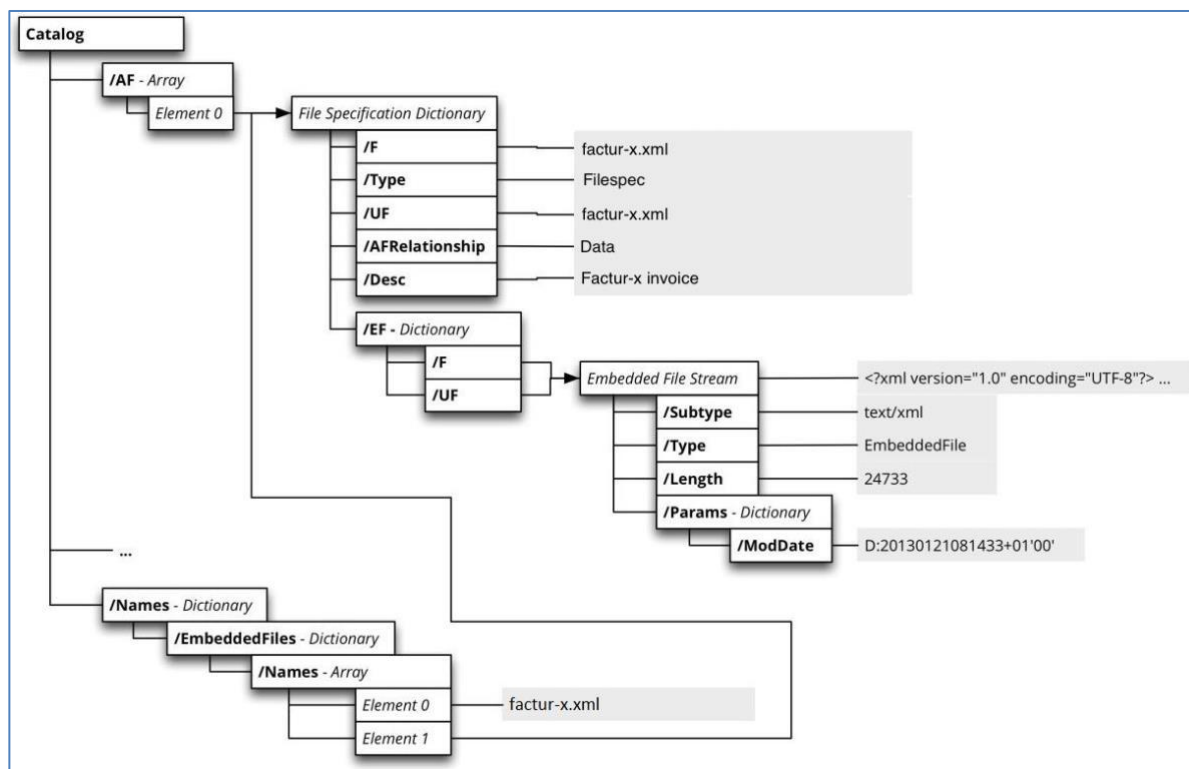 Catalog
/AF - Array
Element 0
File Specification Dictionary
/F
factur-x.xml
/Type
Filespec
/UF
factur-x.xml
/AFRelationship
Data
/Desc
Factur-x invoice
/EF - Dictionary
/F
/UF
Embedded File Stream
<?xml version="1.0" encoding="UTF-8"?> ...
/Subtype
text/xml
/Type
EmbeddedFile
/Length
24733
/Params - Dictionary
/ModDate
D:20130121081433+01'00'
...
/Names - Dictionary
/EmbeddedFiles - Dictionary
/Names - Array
Element 0
factur-x.xml
Element 1